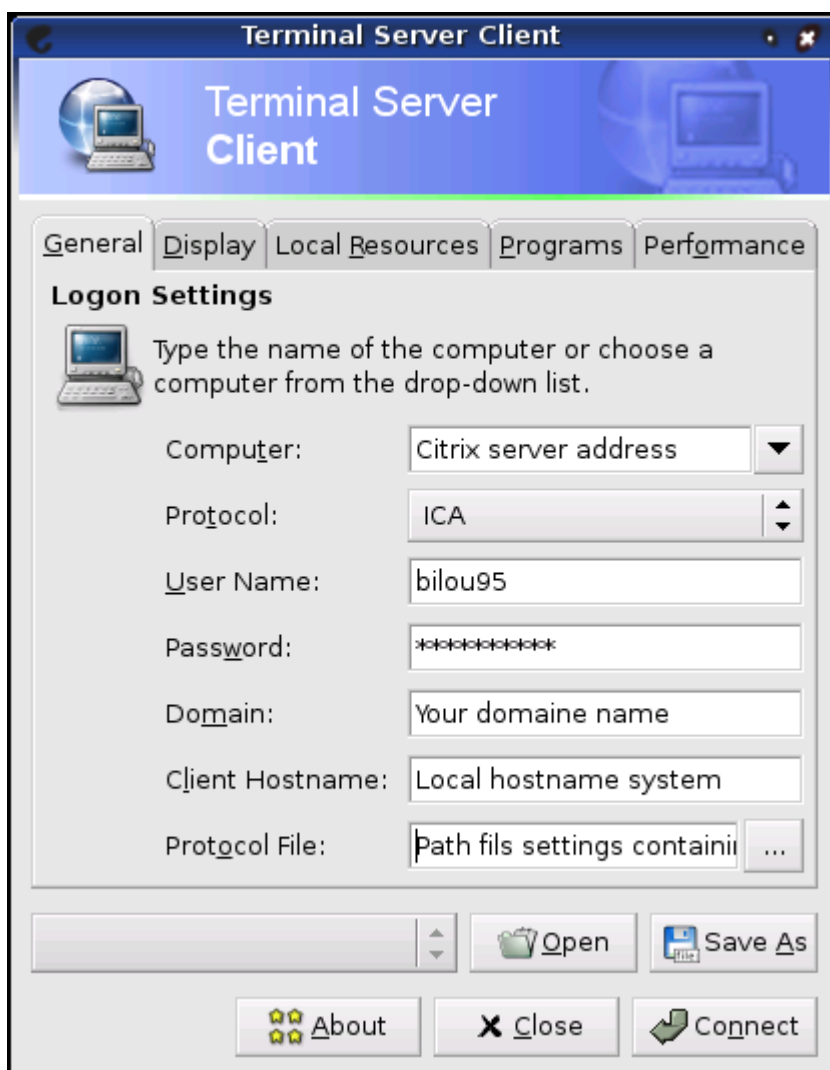 Terminal Server Client
Terminal Server
Client
General Display Local Resources Programs Performance
Logon Settings
Type the name of the computer or choose a
computer from the drop-down list.
Computer: Citrix server address
Protocol: ICA
User Name: bilou95
Password: ***********
Domain: Your domaine name
Client Hostname: Local hostname system
Protocol File: Path fils settings containin ...
Open Save As
About Close Connect